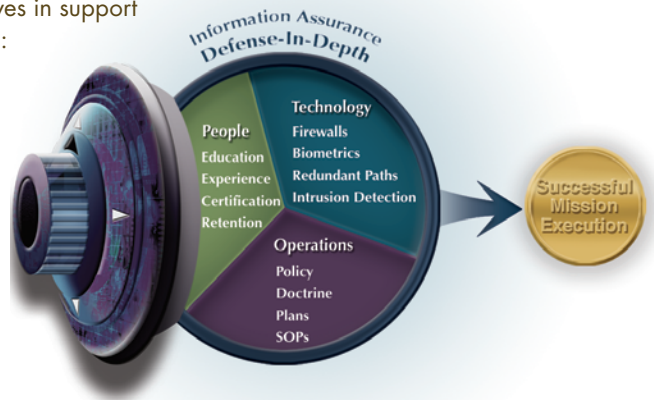 yes in support
:
Information Assurance
Defense-In-Depth
People
Education
Experience
Certification
Retention
Technology
Firewalls
Biometrics
Redundant Paths
Intrusion Detection
Operations
Policy
Doctrine
Plans
SOPs
Successful
Mission
Execution